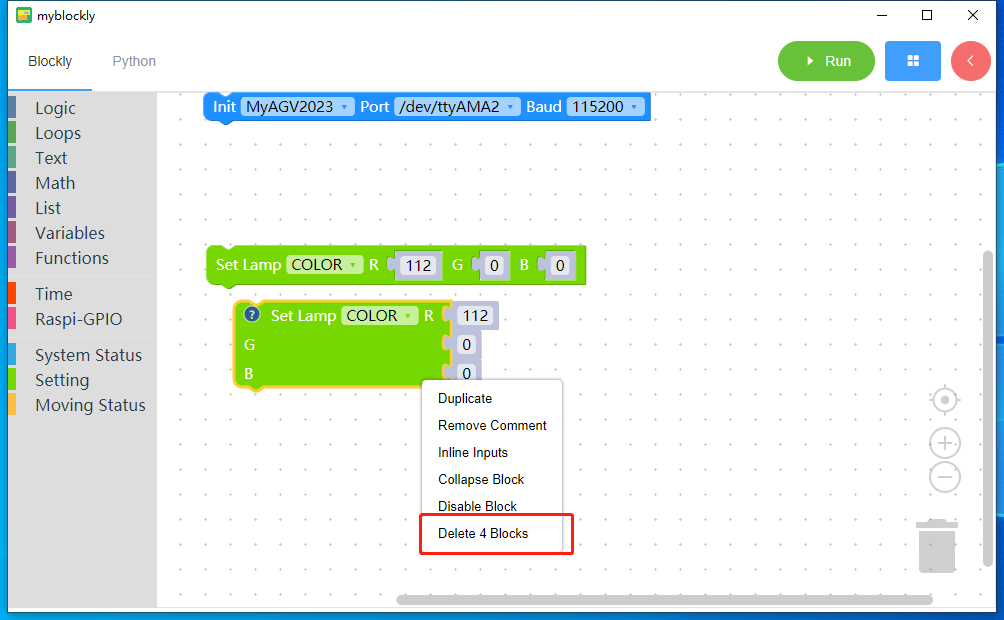 myblockly
Blockly Python Run
Init MyAGV2023 Port /dev/ttyAMA2 Baud 115200
Logic
Loops
Text
Math
List
Variables
Functions
Time
Raspi-GPIO
System Status
Setting
Moving Status
Set Lamp COLOR R 112 G 0 B 0
? Set Lamp COLOR R 112
G 0
B 0
Duplicate
Remove Comment
Inline Inputs
Collapse Block
Disable Block
Delete 4 Blocks